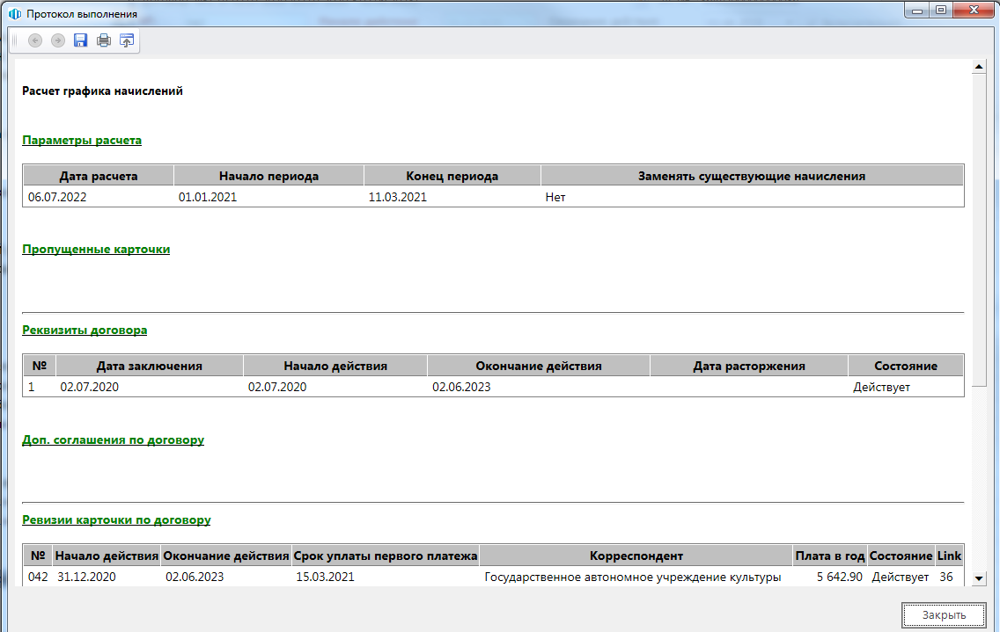 Протокол выполнения
Расчет графика начислений
Параметры расчета
Дата расчета Начало периода Конец периода Заменять существующие начисления
06.07.2022 01.01.2021 11.03.2021 Нет
Пропущенные карточки
Реквизиты договора
№ Дата заключения Начало действия Окончание действия Дата расторжения Состояние
1 02.07.2020 02.07.2020 02.06.2023 Действует
Доп. соглашения по договору
Ревизии карточки по договору
№ Начало действия Окончание действия Срок уплаты первого платежа Корреспондент Плата в год Состояние Link
042 31.12.2020 02.06.2023 15.03.2021 Государственное автономное учреждение культуры 5 642.90 Действует 36
Закрыть